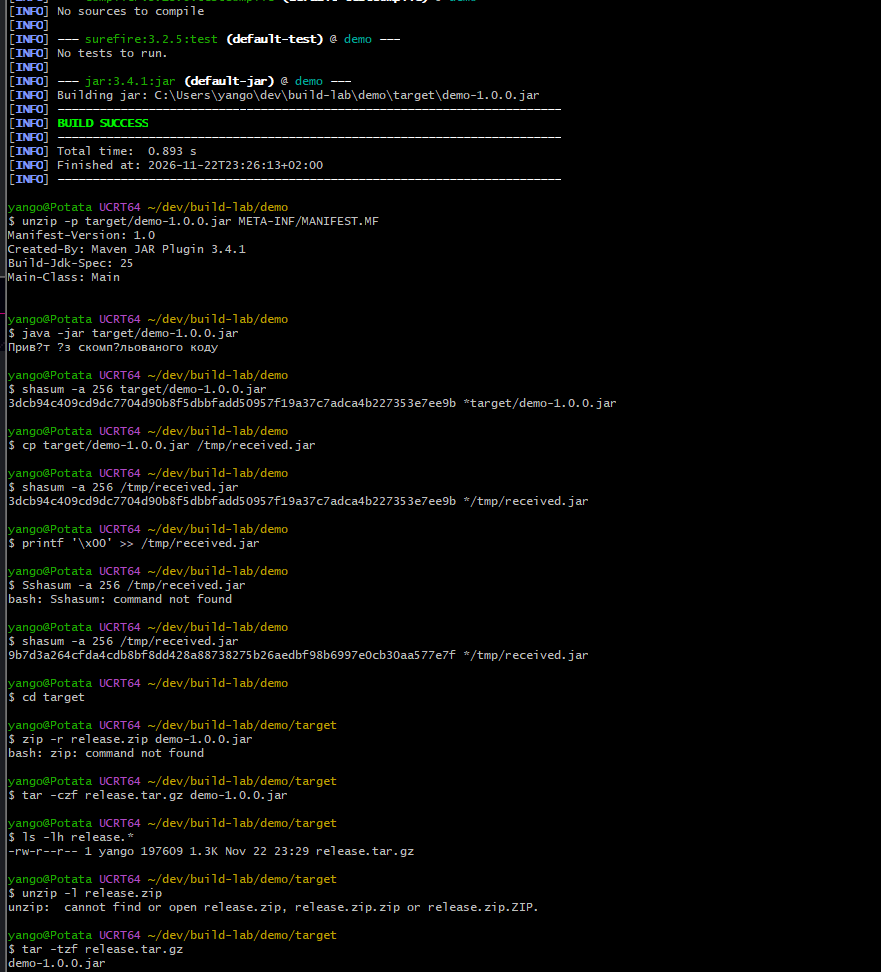 [INFO] No sources to compile
[INFO]
[INFO] --- surefire:3.2.5:test (default-test) @ demo ---
[INFO] No tests to run.
[INFO]
[INFO] --- jar:3.4.1:jar (default-jar) @ demo ---
[INFO] Building jar: C:\Users\yango\dev\build-lab\demo\target\demo-1.0.0.jar
[INFO] ------------------------------------------------------------------------
[INFO] BUILD SUCCESS
[INFO] ------------------------------------------------------------------------
[INFO] Total time:  0.893 s
[INFO] Finished at: 2026-11-22T23:26:13+02:00
[INFO] ------------------------------------------------------------------------
yango@Potata UCRT64 ~/dev/build-lab/demo
$ unzip -p target/demo-1.0.0.jar META-INF/MANIFEST.MF
Manifest-Version: 1.0
Created-By: Maven JAR Plugin 3.4.1
Build-Jdk-Spec: 25
Main-Class: Main
yango@Potata UCRT64 ~/dev/build-lab/demo
$ java -jar target/demo-1.0.0.jar
Прив?т ?з скомп?льованого коду
yango@Potata UCRT64 ~/dev/build-lab/demo
$ shasum -a 256 target/demo-1.0.0.jar
3dcb94c409cd9dc7704d90b8f5dbbfadd50957f19a37c7adca4b227353e7ee9b *target/demo-1.0.0.jar
yango@Potata UCRT64 ~/dev/build-lab/demo
$ cp target/demo-1.0.0.jar /tmp/received.jar
yango@Potata UCRT64 ~/dev/build-lab/demo
$ shasum -a 256 /tmp/received.jar
3dcb94c409cd9dc7704d90b8f5dbbfadd50957f19a37c7adca4b227353e7ee9b */tmp/received.jar
yango@Potata UCRT64 ~/dev/build-lab/demo
$ printf '\x00' >> /tmp/received.jar
yango@Potata UCRT64 ~/dev/build-lab/demo
$ Sshasum -a 256 /tmp/received.jar
bash: Sshasum: command not found
yango@Potata UCRT64 ~/dev/build-lab/demo
$ shasum -a 256 /tmp/received.jar
9b7d3a264cfda4cdb8bf8dd428a88738275b26aedbf98b6997e0cb30aa577e7f */tmp/received.jar
yango@Potata UCRT64 ~/dev/build-lab/demo
$ cd target
yango@Potata UCRT64 ~/dev/build-lab/demo/target
$ zip -r release.zip demo-1.0.0.jar
bash: zip: command not found
yango@Potata UCRT64 ~/dev/build-lab/demo/target
$ tar -czf release.tar.gz demo-1.0.0.jar
yango@Potata UCRT64 ~/dev/build-lab/demo/target
$ ls -lh release.*
-rw-r--r-- 1 yango 197609 1.3K Nov 22 23:29 release.tar.gz
yango@Potata UCRT64 ~/dev/build-lab/demo/target
$ unzip -l release.zip
unzip:  cannot find or open release.zip, release.zip.zip or release.zip.ZIP.
yango@Potata UCRT64 ~/dev/build-lab/demo/target
$ tar -tzf release.tar.gz
demo-1.0.0.jar